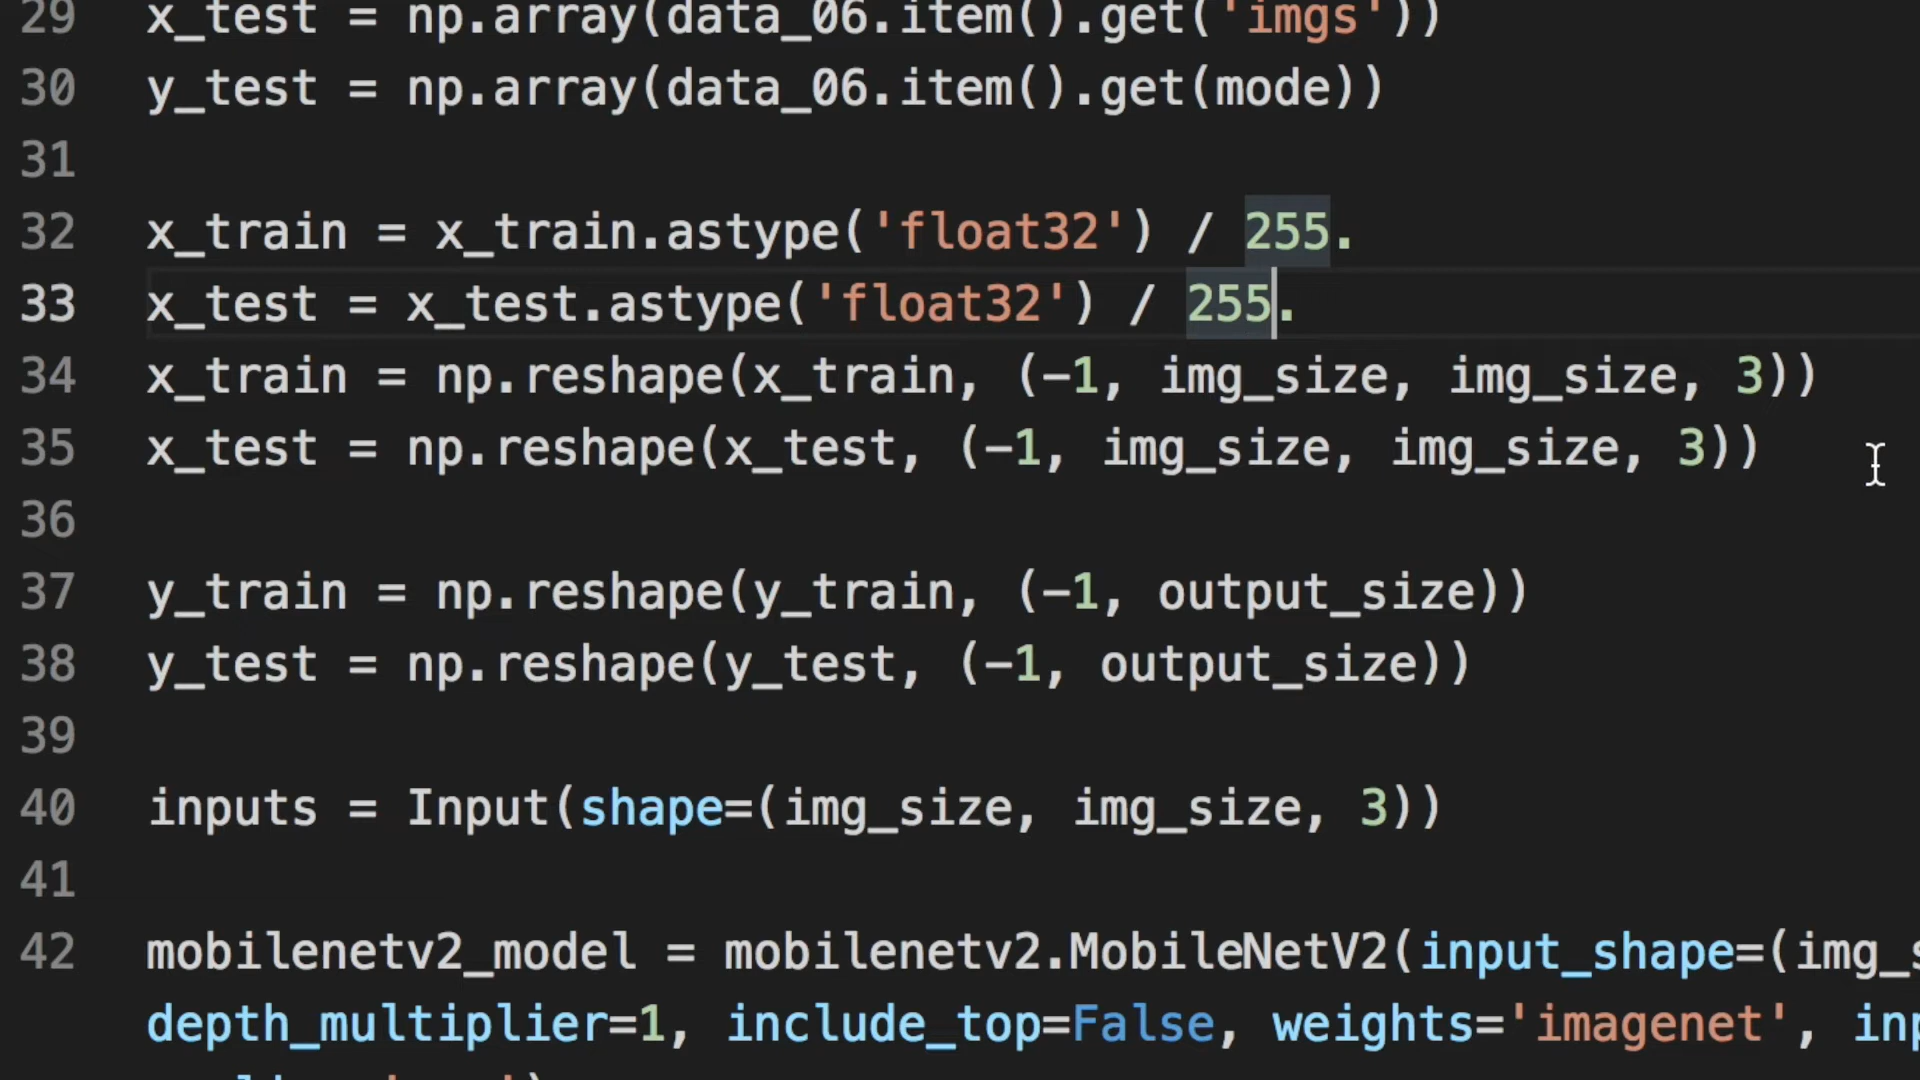 29 x_test = np.array(data_06.item().get('imgs'))
30 y_test = np.array(data_06.item().get(mode))
31
32 x_train = x_train.astype('float32') / 255.
33 x_test = x_test.astype('float32') / 255.
34 x_train = np.reshape(x_train, (-1, img_size, img_size, 3))
35 x_test = np.reshape(x_test, (-1, img_size, img_size, 3))
36
37 y_train = np.reshape(y_train, (-1, output_size))
38 y_test = np.reshape(y_test, (-1, output_size))
39
40 inputs = Input(shape=(img_size, img_size, 3))
41
42 mobilenetv2_model = mobilenetv2.MobileNetV2(input_shape=(img_s
depth_multiplier=1, include_top=False, weights='imagenet', inp